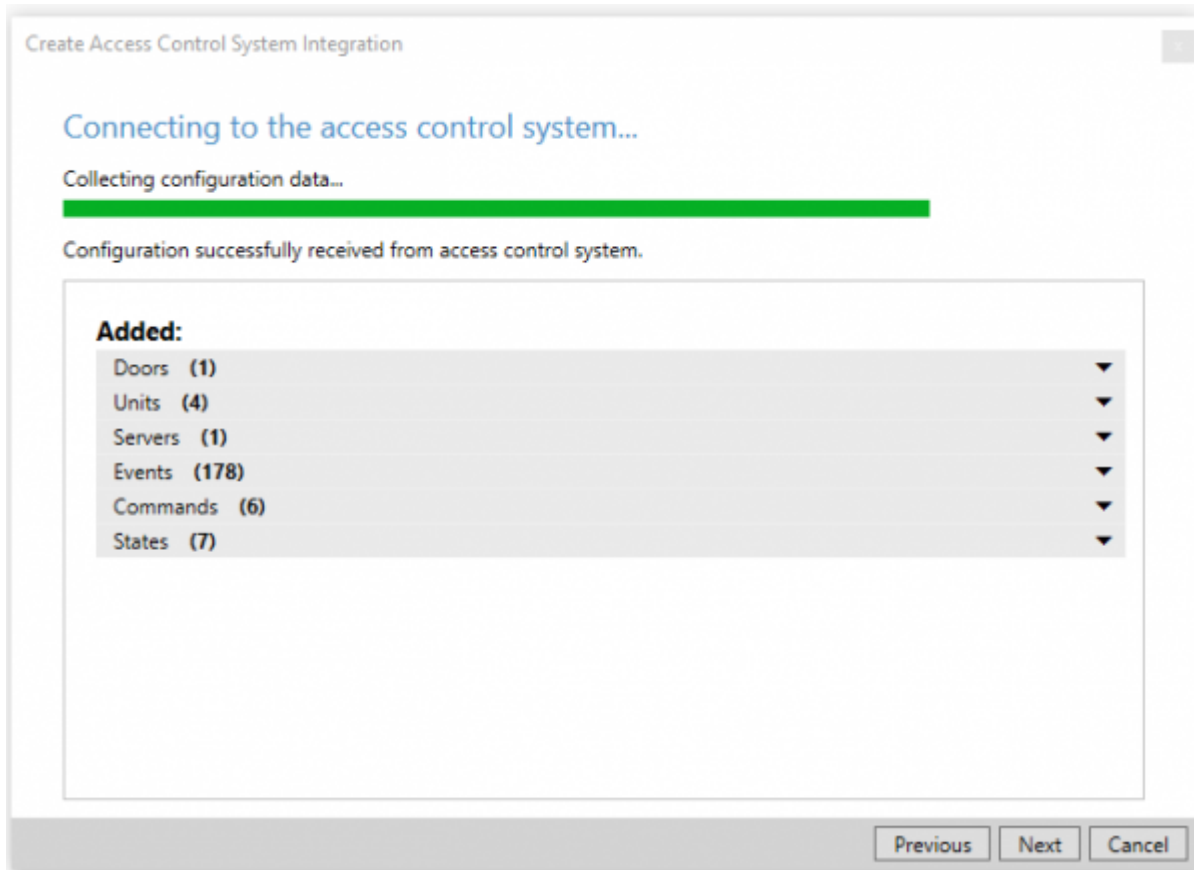 Create Access Control System Integration
Connecting to the access control system...
Collecting configuration data...
Configuration successfully received from access control system.
Added:
Doors (1)
Units (4)
Servers (1)
Events (178)
Commands (6)
States (7)
Previous Next Cancel